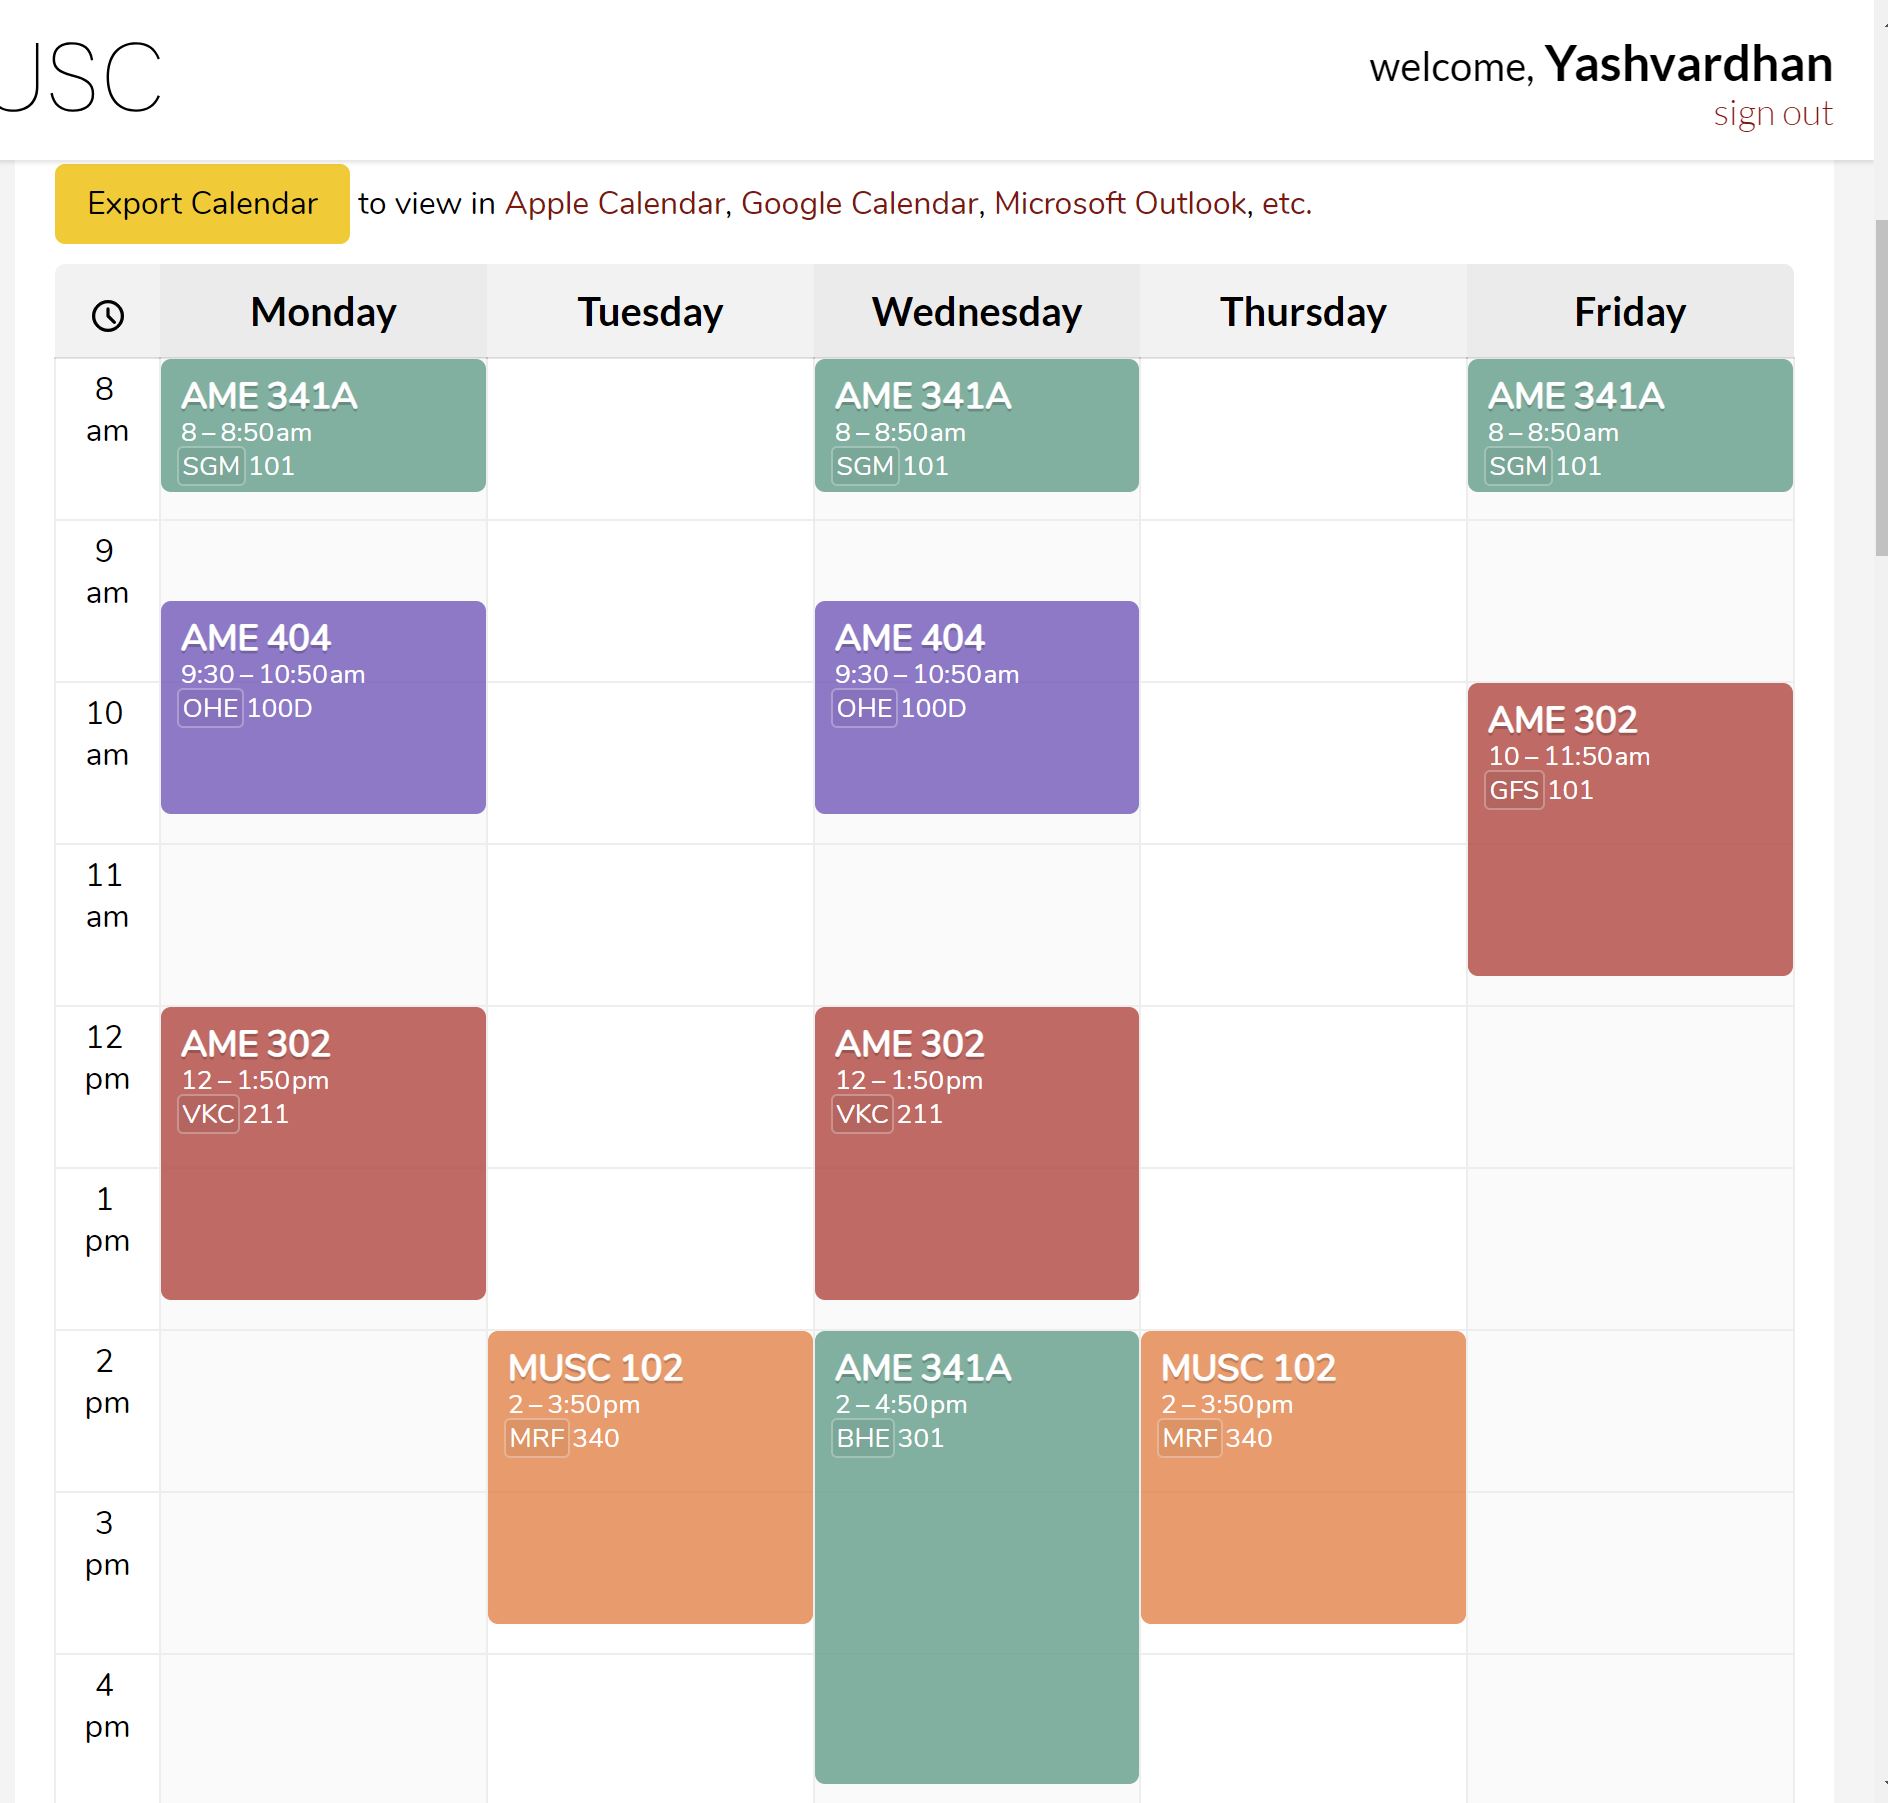 USC
welcome, Yashvardhan
sign out
Export Calendar to view in Apple Calendar, Google Calendar, Microsoft Outlook, etc.
Monday Tuesday Wednesday Thursday Friday
8 am
AME 341A
8 – 8:50am
SGM 101
AME 341A
8 – 8:50am
SGM 101
AME 341A
8 – 8:50am
SGM 101
9 am
AME 404
9:30 – 10:50am
OHE 100D
AME 404
9:30 – 10:50am
OHE 100D
10 am
AME 302
10 – 11:50am
GFS 101
11 am
12 pm
AME 302
12 – 1:50pm
VKC 211
AME 302
12 – 1:50pm
VKC 211
1 pm
2 pm
MUSC 102
2 – 3:50pm
MRF 340
AME 341A
2 – 4:50pm
BHE 301
MUSC 102
2 – 3:50pm
MRF 340
3 pm
4 pm